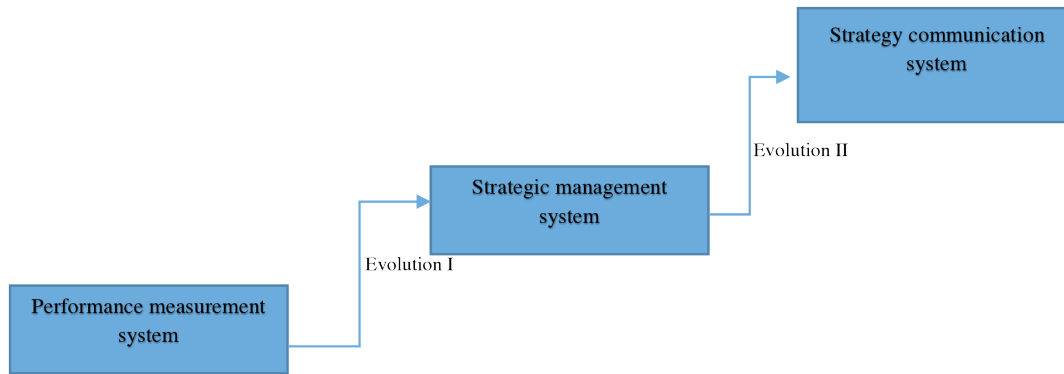 Strategy communication
system
Evolution II
Strategic management
system
Evolution I
Performance measurement
system